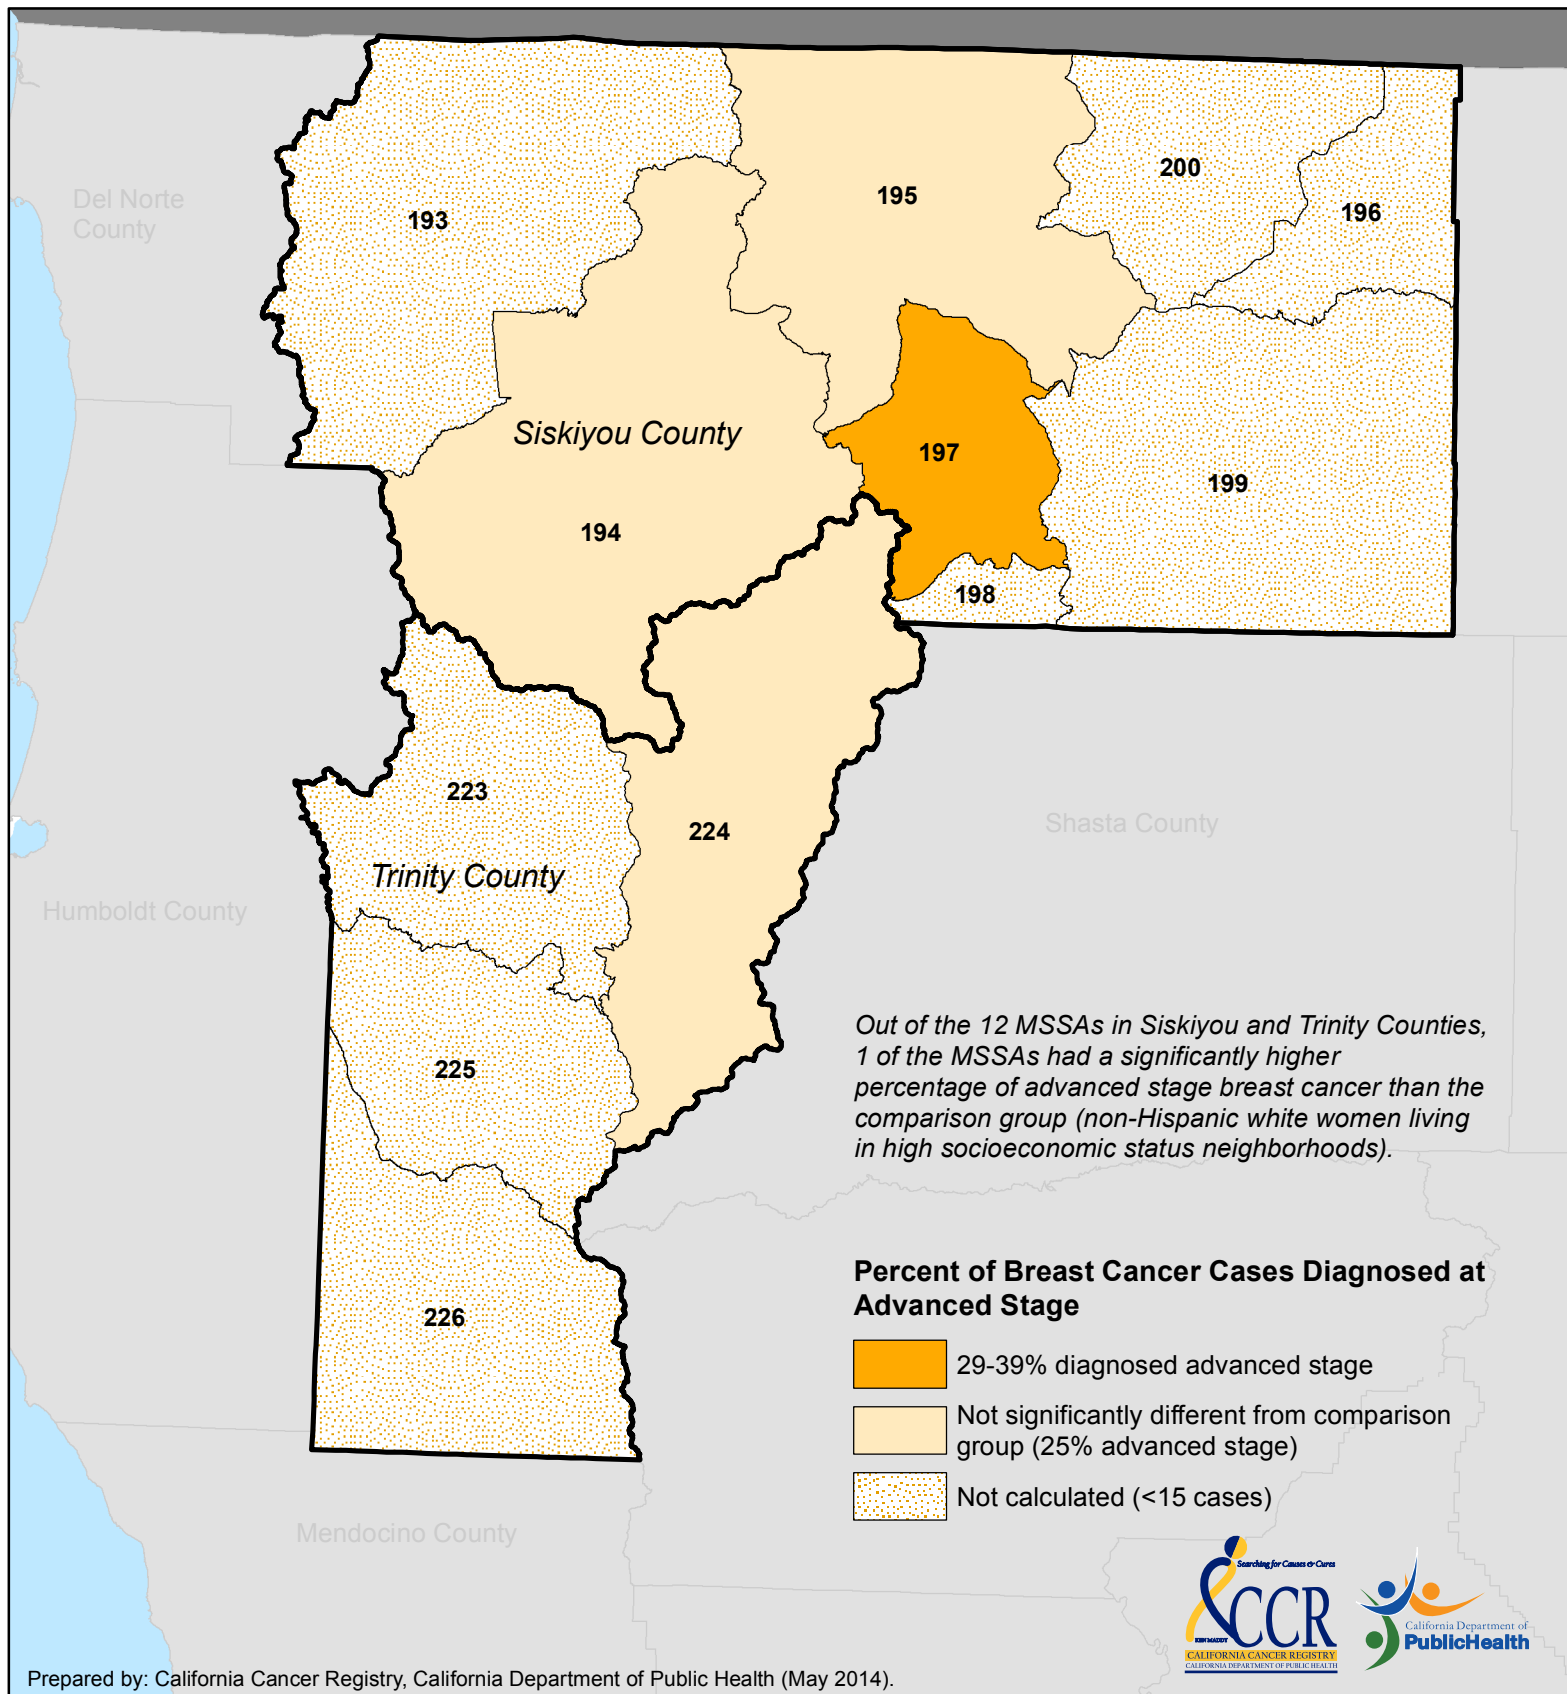 Del Norte
County
193
195
200
196
Siskiyou County
197
199
194
198
223
224
Shasta County
Trinity County
Humboldt County
Out of the 12 MSSAs in Siskiyou and Trinity Counties,
1 of the MSSAs had a significantly higher
percentage of advanced stage breast cancer than the
comparison group (non-Hispanic white women living
in high socioeconomic status neighborhoods).
225
226
Percent of Breast Cancer Cases Diagnosed at
Advanced Stage
29-39% diagnosed advanced stage
Not significantly different from comparison
group (25% advanced stage)
Not calculated (<15 cases)
Mendocino County
Searching for Causes & Cures
KEN MADDY
CCR
CALIFORNIA CANCER REGISTRY
CALIFORNIA DEPARTMENT OF PUBLIC HEALTH
California Department of
PublicHealth
Prepared by: California Cancer Registry, California Department of Public Health (May 2014).